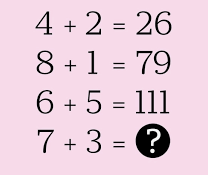 4 + 2 = 26
8 + 1 = 79
6 + 5 = 111
7 + 3 = ?